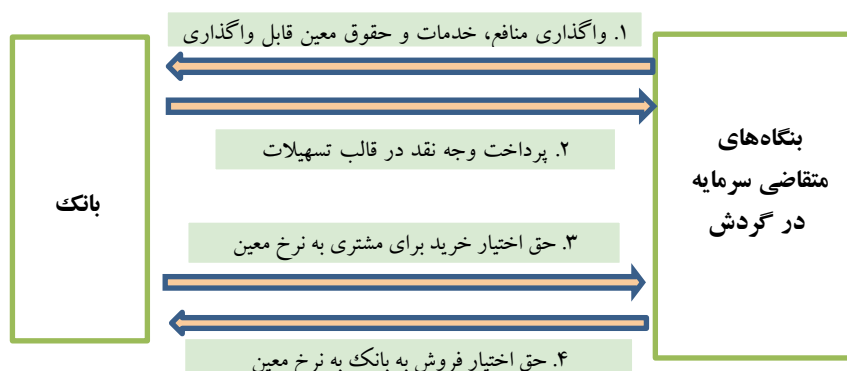 ۱. واگذاری منافع، خدمات و حقوق معین قابل واگذاری
بنگاه‌های
متقاضی سرمایه
در گردش
۲. پرداخت وجه نقد در قالب تسهیلات
بانک
۳. حق اختیار خرید برای مشتری به نرخ معین
۴. حق اختیار فروش به بانک به نرخ معین